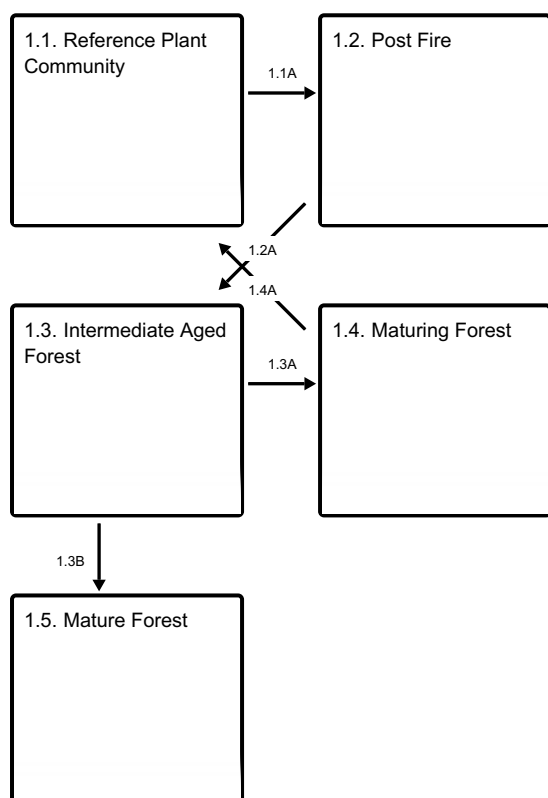 1.1. Reference Plant
Community
1.1A
1.2. Post Fire
1.2A
1.4A
1.3. Intermediate Aged
Forest
1.3A
1.4. Maturing Forest
1.3B
1.5. Mature Forest